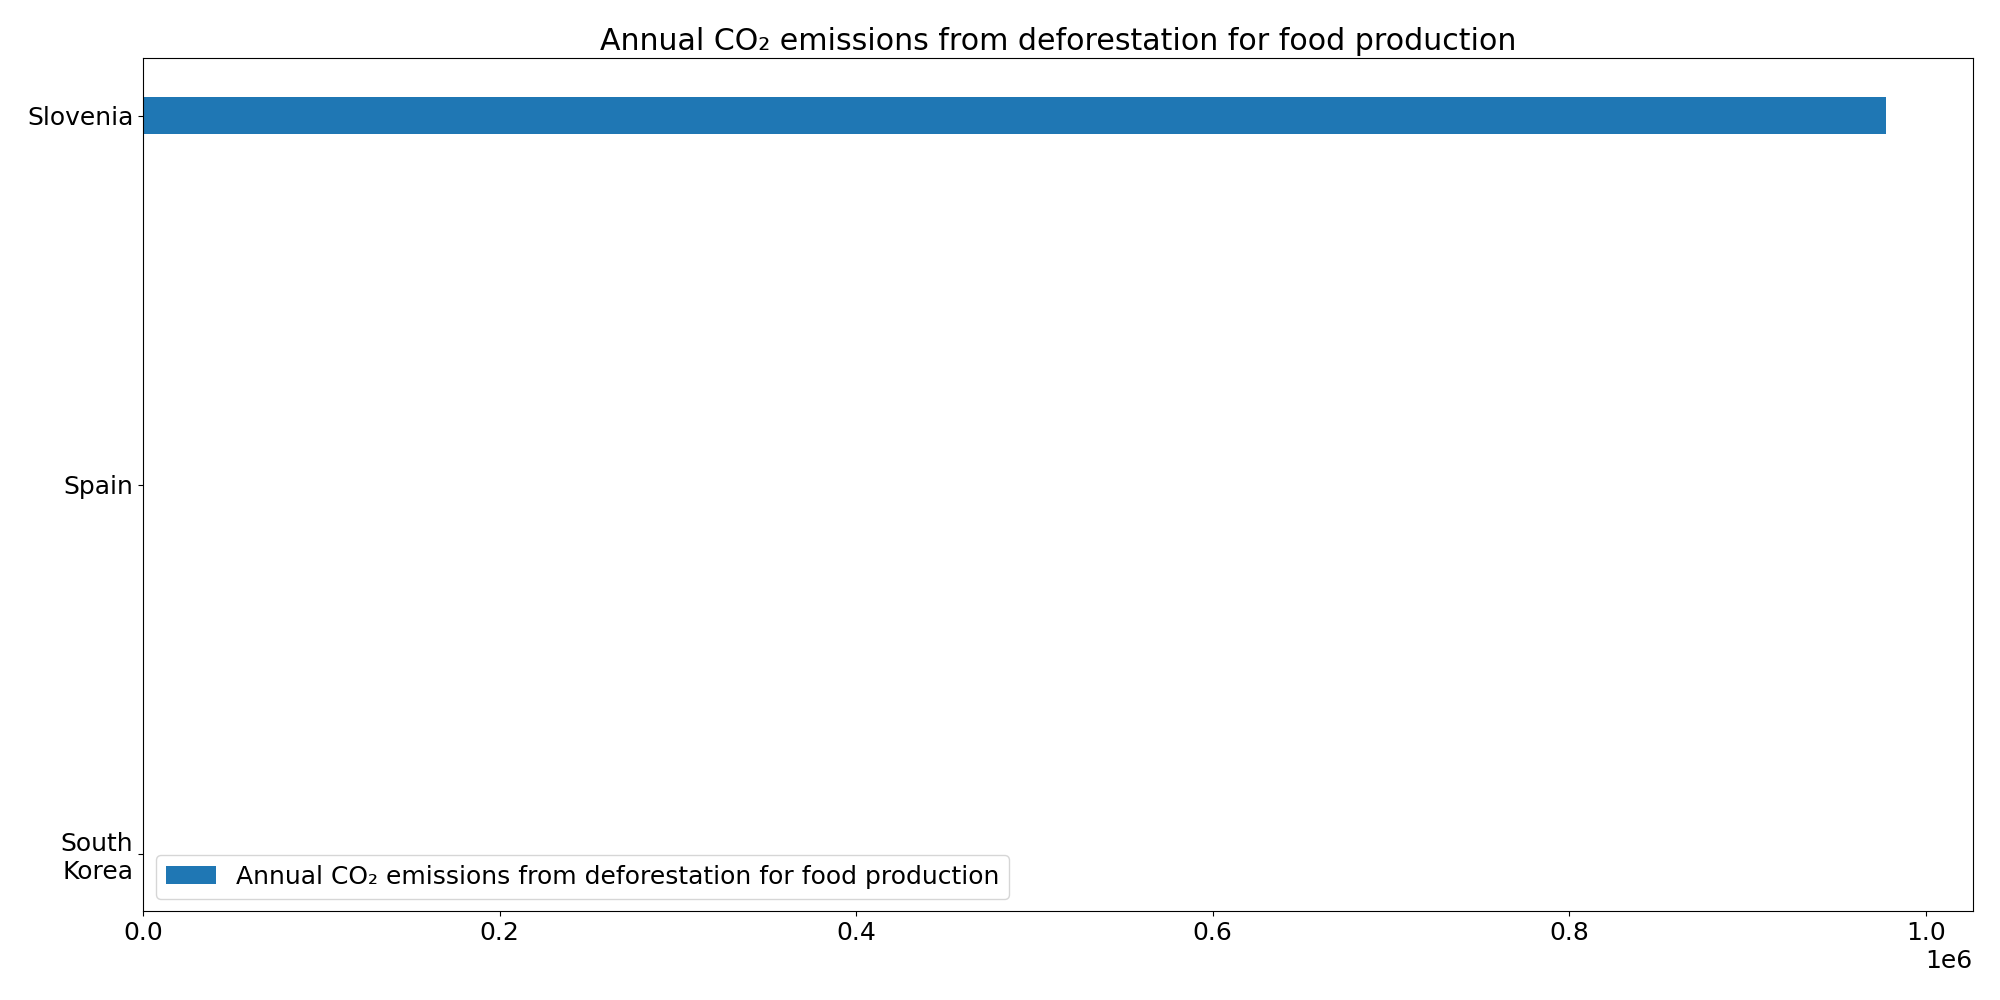 Annual CO₂ emissions from deforestation for food production
Slovenia
Spain
South
Korea
Annual CO₂ emissions from deforestation for food production
0.0 0.2 0.4 0.6 0.8 1.0
1e6